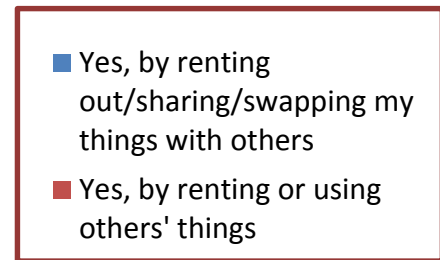 Yes, by renting
out/sharing/swapping my
things with others
Yes, by renting or using
others' things